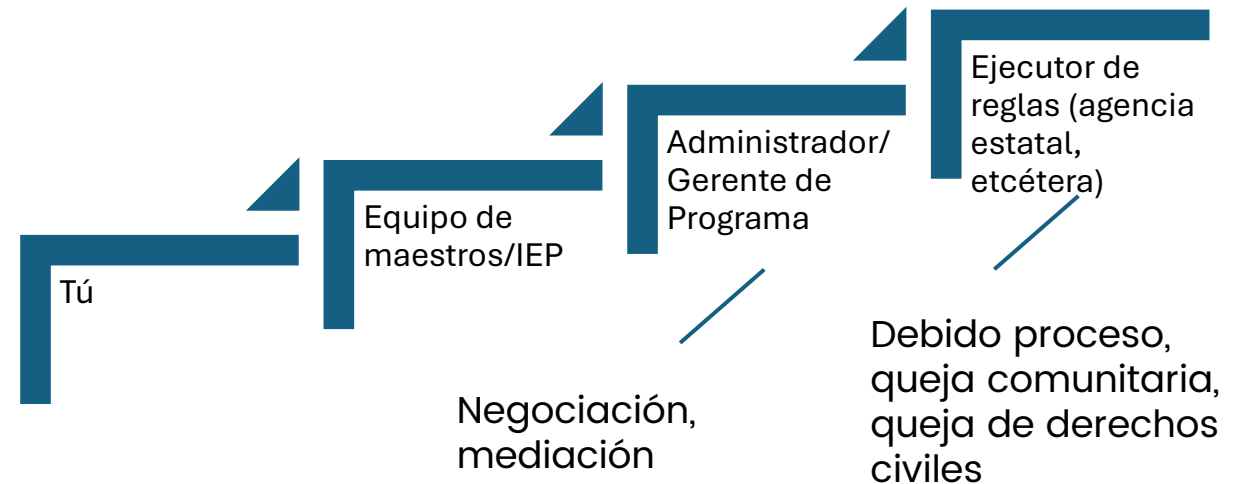 Tú
Equipo de
maestros/IEP
Administrador/
Gerente de
Programa
Ejecutor de
reglas (agencia
estatal,
etcétera)
Negociación,
mediación
Debido proceso,
queja comunitaria,
queja de derechos
civiles